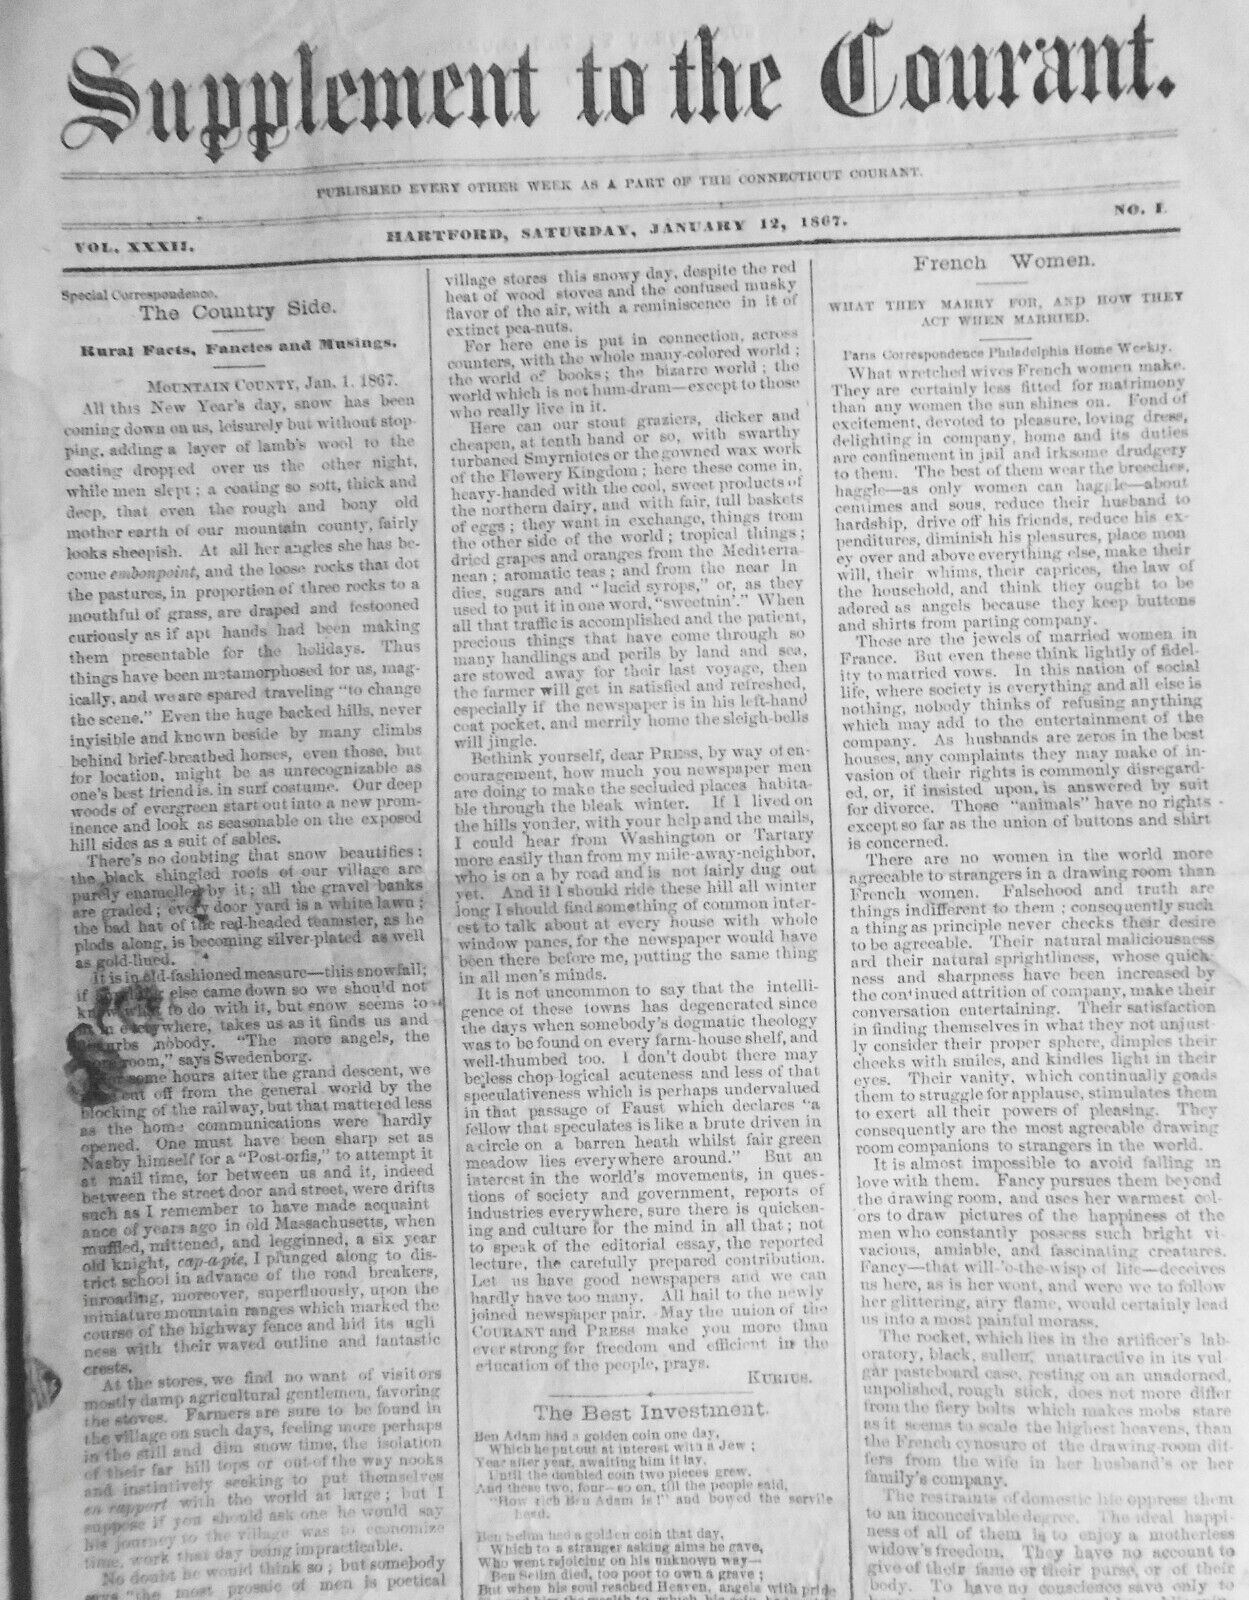 Supplement to the Courant.
PUBLISHED EVERY OTHER WEEK AS A PART OF THE CONNECTICUT COURANT.
VOL. XXXII.
HARTFORD, SATURDAY, JANUARY 12, 1867.
NO. 1.
Special Correspondence.
The Country Side.
Rural Facts, Fancies and Musings.
MOUNTAIN COUNTY, Jan. 1. 1867.
All this New Year's day, snow has been
coming down on us, leisurely but without stop-
ping, adding a layer of lamb's wool to the
coating dropped over us the other night,
while men slept; a coating so soft, thick and
deep, that even the rough and bony old
mother earth of our mountain county, fairly
looks sheepish. At all her angles she has be-
come embonpoint, and the loose rocks that dot
the pastures, in proportion of three rocks to a
mouthful of grass, are draped and festooned
curiously as if apt hands had been making
them presentable for the holidays. Thus
things have been metamorphosed for us, mag-
ically, and we are spared traveling "to change
the scene." Even the huge backed hills, never
invisible and known beside by many climbs
behind brief-breathed horses, even those, but
for location, might be as unrecognizable as
one's best friend is, in surf costume. Our deep
woods of evergreen start out into a new prom-
inence and look as seasonable on the exposed
hill sides as a suit of sables.
There's no doubting that snow beautifies:
the black shingled roofs of our village are
purely enamelled by it; all the gravel banks
are graded; every door yard is a white lawn;
the bad hat of the red-headed teamster, as he
plods along, is becoming silver-plated as well
as gold-lined.
It is in old-fashioned measure—this snowfall;
if else came down so we should not
know what to do with it, but snow seems to
everywhere, takes us as it finds us and
disturbs nobody. "The more angels, the
more room," says Swedenborg.
For some hours after the grand descent, we
cut off from the general world by the
blocking of the railway, but that mattered less
as the home communications were hardly
opened. One must have been sharp set as
Nasby himself for a "Post-orfis," to attempt it
at mail time, for between us and it, indeed
between the street door and street, were drifts
such as I remember to have made acquaint
ance of years ago in old Massachusetts, when
muffled, mittened, and legginned, a six year
old knight, cap-a-pie, I plunged along to dis-
trict school in advance of the road breakers,
inroading, moreover, superfluously, upon the
miniature mountain ranges which marked the
course of the highway fence and hid its ugli
ness with their waved outline and fantastic
crests.
At the stores, we find no want of visitors
mostly damp agricultural gentlemen, favoring
the stoves. Farmers are sure to be found in
the village on such days, feeling more perhaps
in the still and dim snow time, the isolation
of their far hill tops or out of the way nooks
and instinctively seeking to put themselves
en rapport with the world at large; but I
suppose if you should ask one he would say
his journey to the village was to economize
time, work that day being impracticable.
No doubt he would think so; but somebody
says "the most prosaic of men is poetical
village stores this snowy day, despite the red
heat of wood stoves and the confused musky
flavor of the air, with a reminiscence in it of
extinct pea-nuts.
For here one is put in connection, across
counters, with the whole many-colored world;
the world of books; the bizarre world; the
world which is not hum-dram—except to those
who really live in it.
Here can our stout graziers, dicker and
cheapen, at tenth hand or so, with swarthy
turbaned Smyrniotes or the gowned wax work
of the Flowery Kingdom; here these come in,
heavy-handed with the cool, sweet products of
the northern dairy, and with fair, full baskets
of eggs; they want in exchange, things from
the other side of the world; tropical things;
dried grapes and oranges from the Mediterra-
nean; aromatic teas; and from the near In
dies, sugars and "lucid syrops," or, as they
used to put it in one word, "sweetnin'." When
all that traffic is accomplished and the patient,
precious things that have come through so
many handlings and perils by land and sea,
are stowed away for their last voyage, then
the farmer will get in satisfied and refreshed,
especially if the newspaper is in his left-hand
coat pocket, and merrily home the sleigh-bells
will jingle.
Bethink yourself, dear PRESS, by way of en-
couragement, how much you newspaper men
are doing to make the secluded places habita-
ble through the bleak winter. If I lived on
the hills yonder, with your help and the mails,
I could hear from Washington or Tartary
more easily than from my mile-away-neighbor,
who is on a by road and is not fairly dug out
yet. And if I should ride these hill all winter
long I should find something of common inter-
est to talk about at every house with whole
window panes, for the newspaper would have
been there before me, putting the same thing
in all men's minds.
It is not uncommon to say that the intelli-
gence of these towns has degenerated since
the days when somebody's dogmatic theology
was to be found on every farm-house shelf, and
well-thumbed too. I don't doubt there may
be less chop logical acuteness and less of that
speculativeness which is perhaps undervalued
in that passage of Faust which declares "a
fellow that speculates is like a brute driven in
a circle on a barren heath whilst fair green
meadow lies everywhere around." But an
interest in the world's movements, in ques-
tions of society and government, reports of
industries everywhere, sure there is quicken-
ing and culture for the mind in all that; not
to speak of the editorial essay, the reported
lecture, the carefully prepared contribution.
Let us have good newspapers and we can
hardly have too many. All hail to the newly
joined newspaper pair. May the union of the
COURANT and PRESS make you more than
ever strong for freedom and efficient in the
education of the people, prays.
KURIUS.
The Best Investment.
Ben Adam had a golden coin one day,
Which he put out at interest with a Jew;
Year after year, awaiting him it lay,
Until the doubled coin two pieces grew,
And these two, four—so on, till the people said,
"How rich Ben Adam is!" and bowed the servile
head.
Ben Selim had a golden coin that day,
Which to a stranger asking alms he gave,
Who went rejoicing on his unknown way—
Ben Selim died, too poor to own a grave;
But when his soul reached Heaven, angels with pride
French Women.
WHAT THEY MARRY FOR, AND HOW THEY
ACT WHEN MARRIED.
Paris Correspondence Philadelphia Home Weekly.
What wretched wives French women make.
They are certainly less fitted for matrimony
than any women the sun shines on. Fond of
excitement, devoted to pleasure, loving dress,
delighting in company, home and its duties
are confinement in jail and irksome drudgery
to them. The best of them wear the breeches,
haggle—as only women can haggle—about
centimes and sous, reduce their husband to
hardship, drive off his friends, reduce his ex-
penditures, diminish his pleasures, place mon
ey over and above everything else, make their
will, their whims, their caprices, the law of
the household, and think they ought to be
adored as angels because they keep buttons
and shirts from parting company.
These are the jewels of married women in
France. But even these think lightly of fidel-
ity to married vows. In this nation of social
life, where society is everything and all else is
nothing, nobody thinks of refusing anything
which may add to the entertainment of the
company. As husbands are zeros in the best
houses, any complaints they may make of in-
vasion of their rights is commonly disregard-
ed, or, if insisted upon, is answered by suit
for divorce. Those "animals" have no rights
except so far as the union of buttons and shirt
is concerned.
There are no women in the world more
agreeable to strangers in a drawing room than
French women. Falsehood and truth are
things indifferent to them; consequently such
a thing as principle never checks their desire
to be agreeable. Their natural maliciousness
ard their natural sprightliness, whose quick-
ness and sharpness have been increased by
the continued attrition of company, make their
conversation entertaining. Their satisfaction
in finding themselves in what they not unjust-
ly consider their proper sphere, dimples their
cheeks with smiles, and kindles light in their
eyes. Their vanity, which continually goads
them to struggle for applause, stimulates them
to exert all their powers of pleasing. They
consequently are the most agreeable drawing
room companions to strangers in the world.
It is almost impossible to avoid falling in
love with them. Fancy pursues them beyond
the drawing room, and uses her warmest col-
ors to draw pictures of the happiness of the
men who constantly possess such bright vi-
vacious, amiable, and fascinating creatures.
Fancy—that will-'o-the-wisp of life—deceives
us here, as is her wont, and were we to follow
her glittering, airy flame, would certainly lead
us into a most painful morass.
The rocket, which lies in the artificer's lab-
oratory, black, sullen, unattractive in its vul-
gar pasteboard case, resting on an unadorned,
unpolished, rough stick, does not more differ
from the fiery bolts which makes mobs stare
as it seems to scale the highest heavens, than
the French cynosure of the drawing-room dif-
fers from the wife in her husband's or her
family's company.
The restraints of domestic life oppress them
to an inconceivable degree. The ideal happi-
ness of all of them is to enjoy a motherless
widow's freedom. They have no account to
give of their fame or their purse, or of their
body. To have no conscience save only to